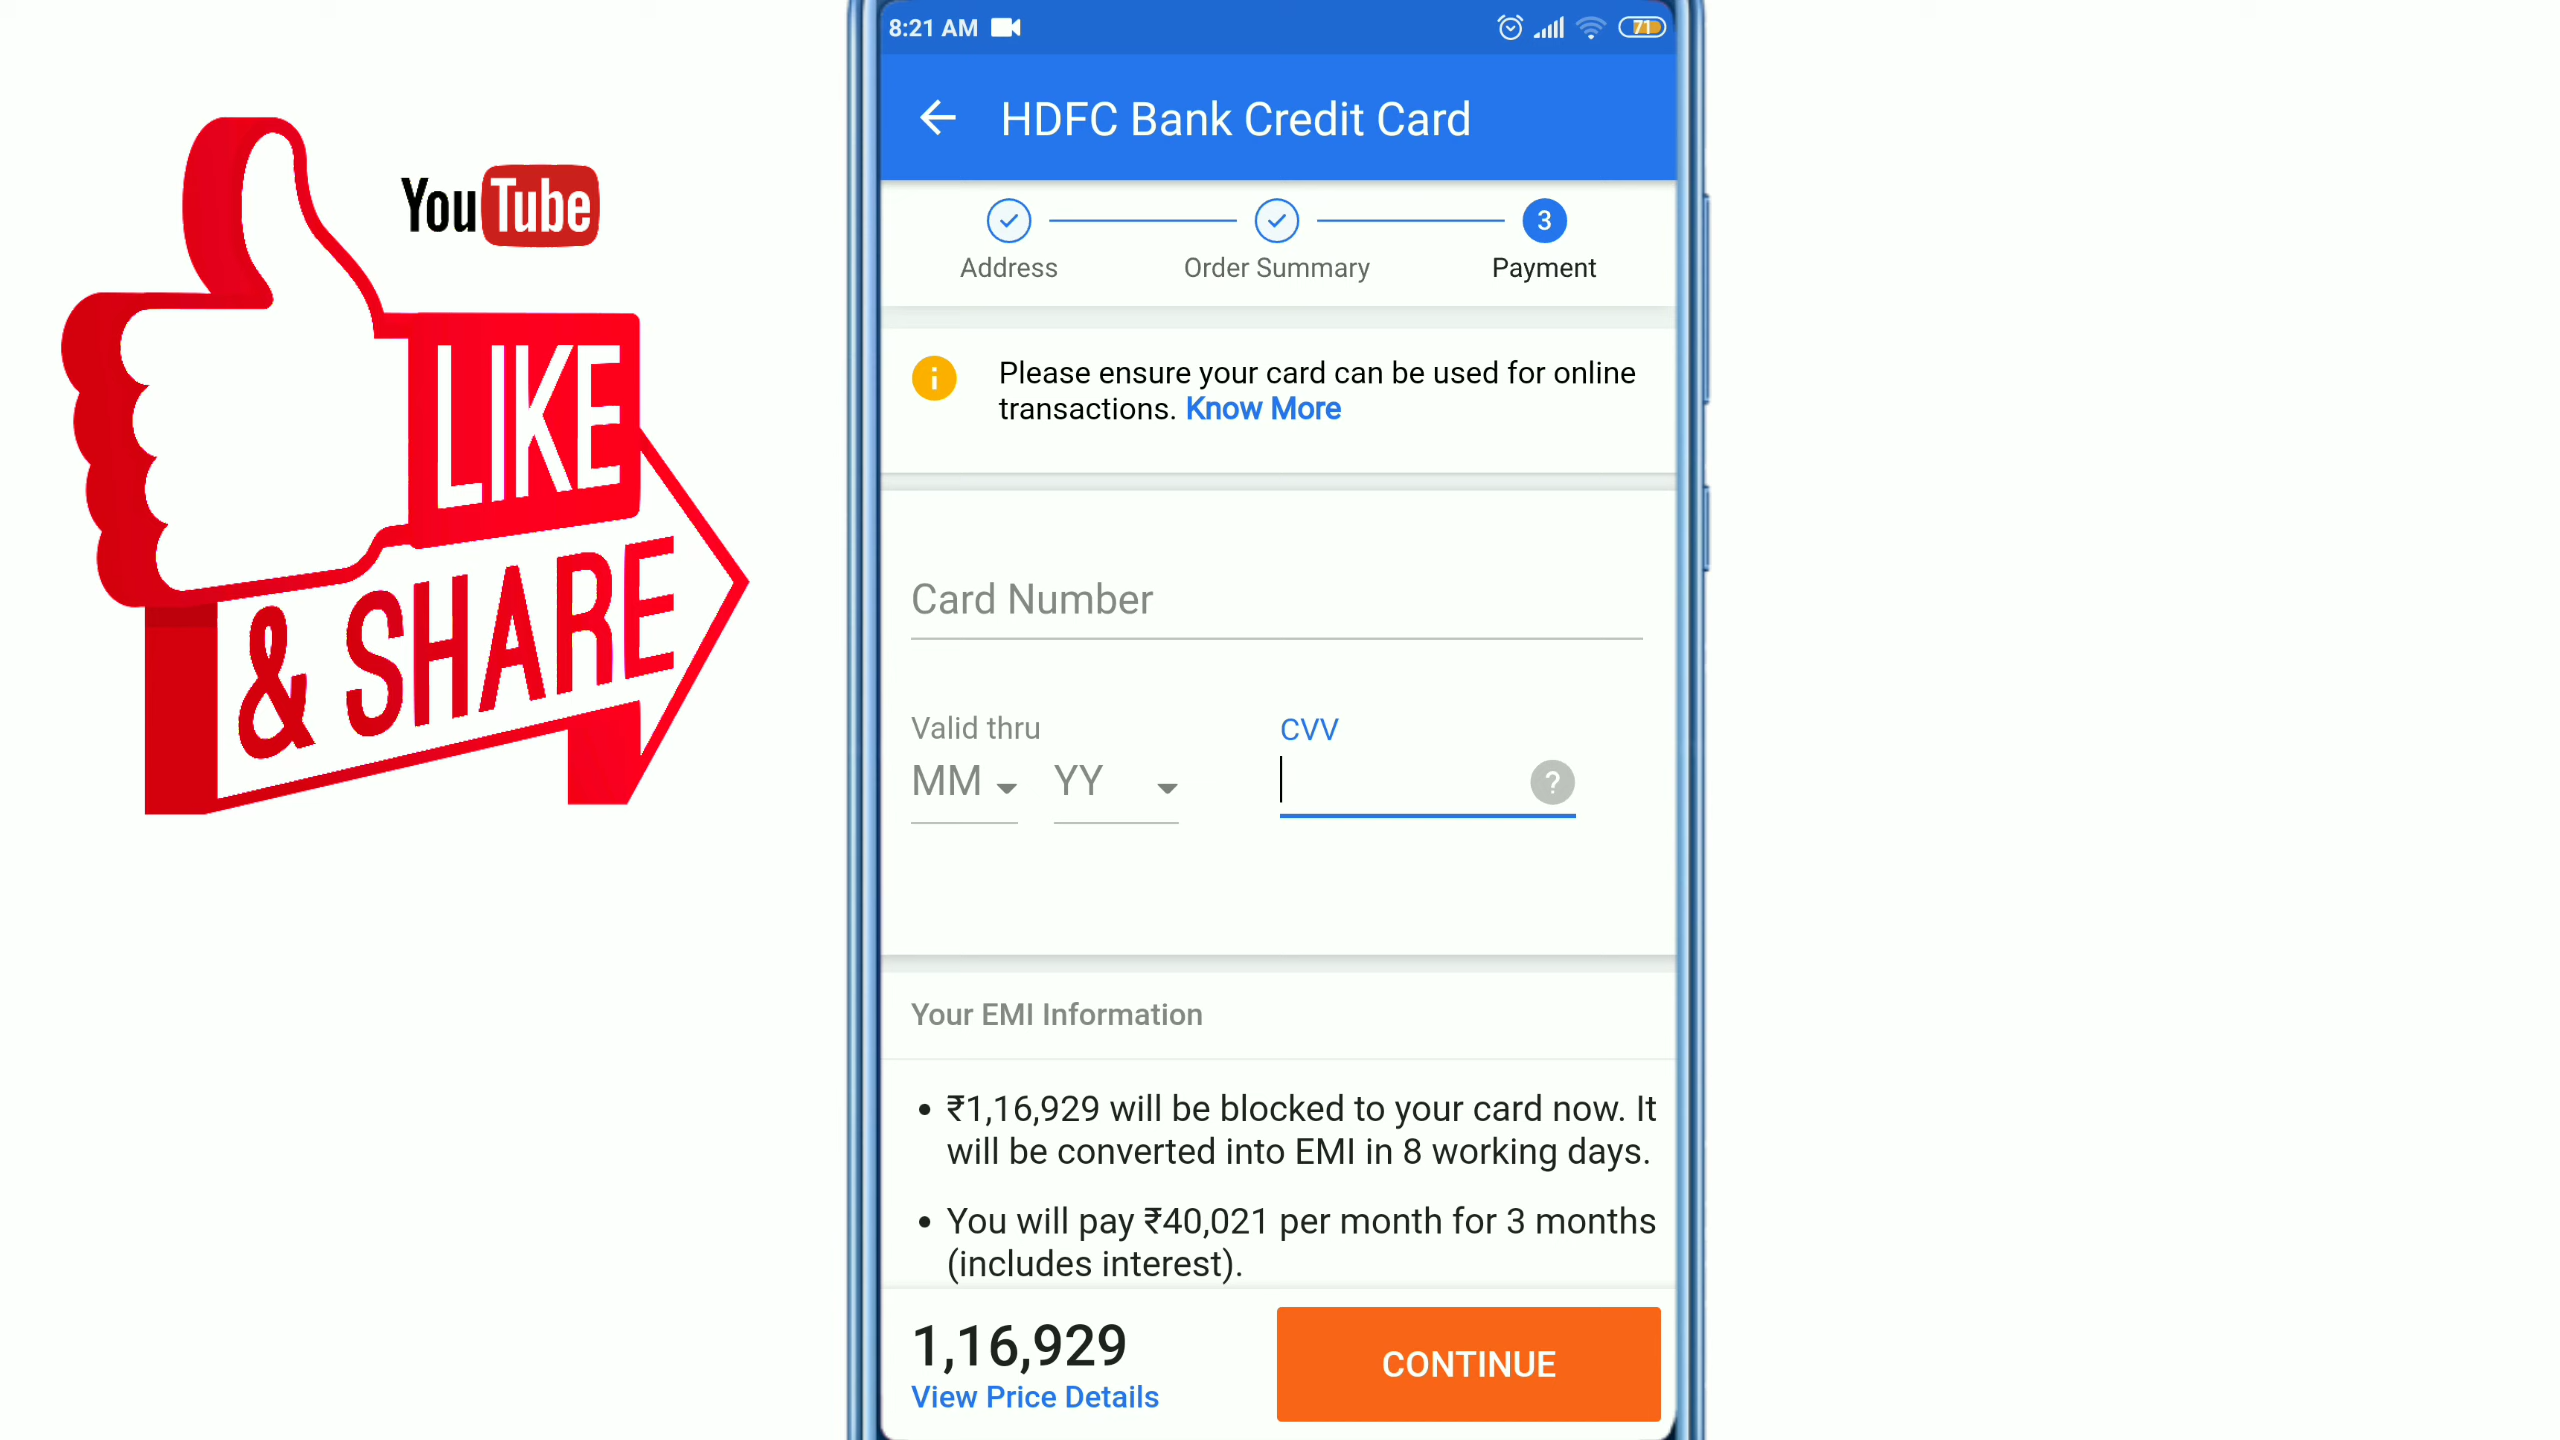 YouTube
LIKE
& SHARE
8:21 AM
71
HDFC Bank Credit Card
3
Address
Order Summary
Payment
Please ensure your card can be used for online
transactions. Know More
Card Number
Valid thru
CVV
MM
YY
?
Your EMI Information
• ₹1,16,929 will be blocked to your card now. It
will be converted into EMI in 8 working days.
• You will pay ₹40,021 per month for 3 months
(includes interest).
1,16,929
CONTINUE
View Price Details